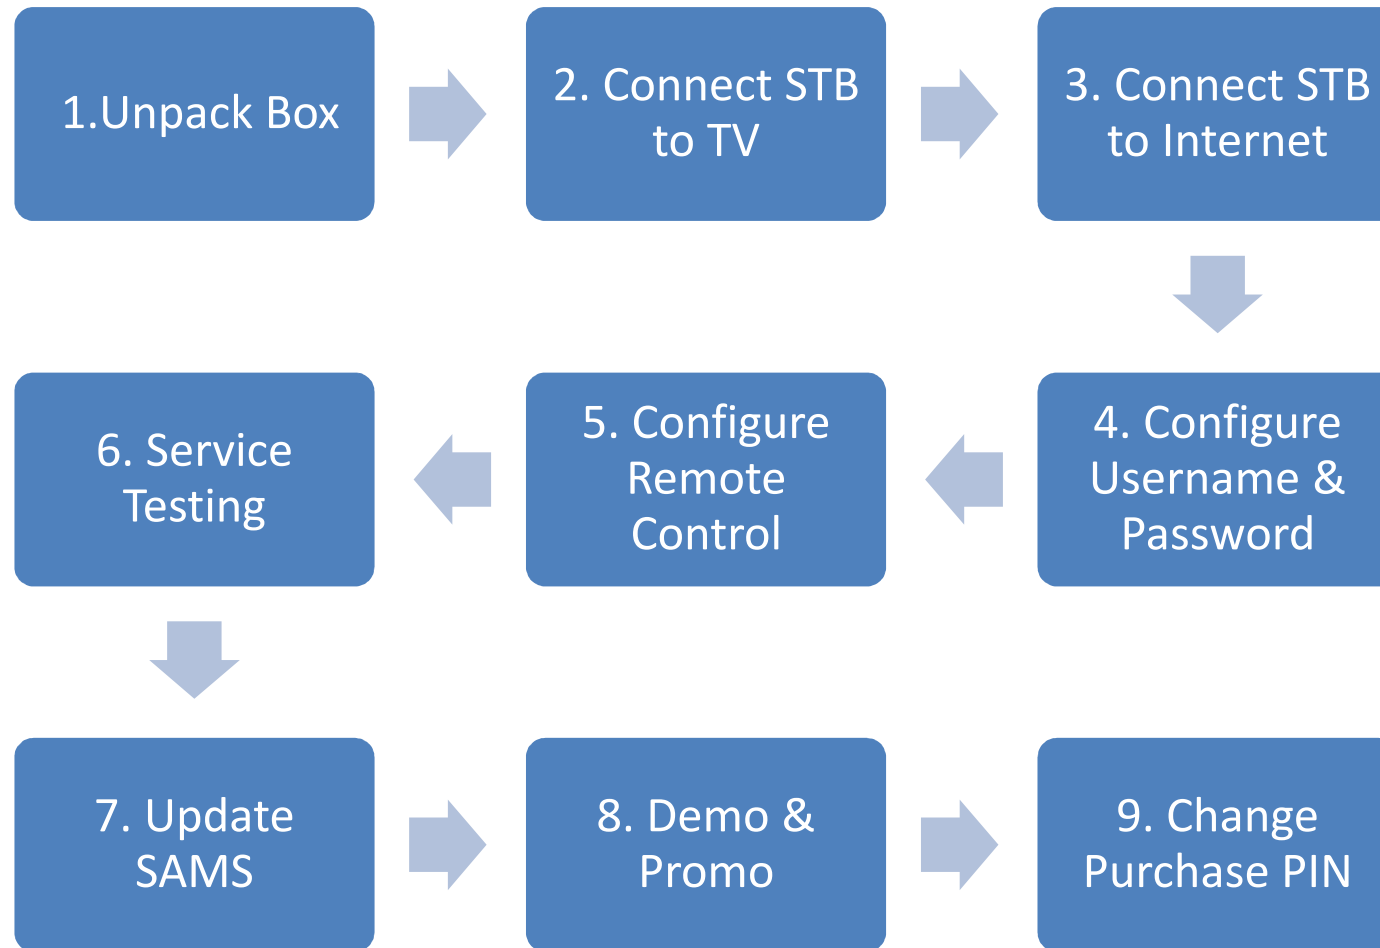 1.Unpack Box
2. Connect STB
to TV
3. Connect STB
to Internet
4. Configure
Username &
Password
5. Configure
Remote
Control
6. Service
Testing
7. Update
SAMS
8. Demo &
Promo
9. Change
Purchase PIN